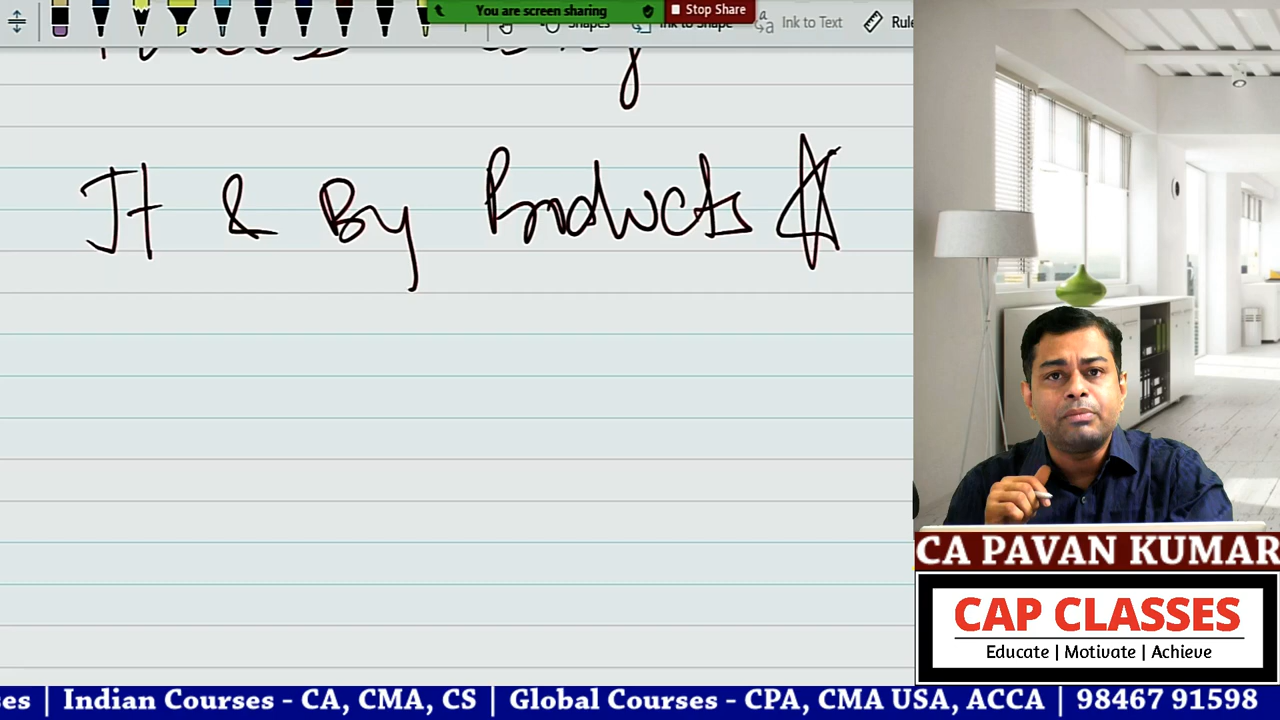 You are screen sharing
Stop Share
Shapes
Ink to Shape
Ink to Text
Rule
Jt & By Products
CA PAVAN KUMAR
CAP CLASSES
Educate | Motivate | Achieve
es | Indian Courses - CA, CMA, CS | Global Courses - CPA, CMA USA, ACCA | 98467 91598